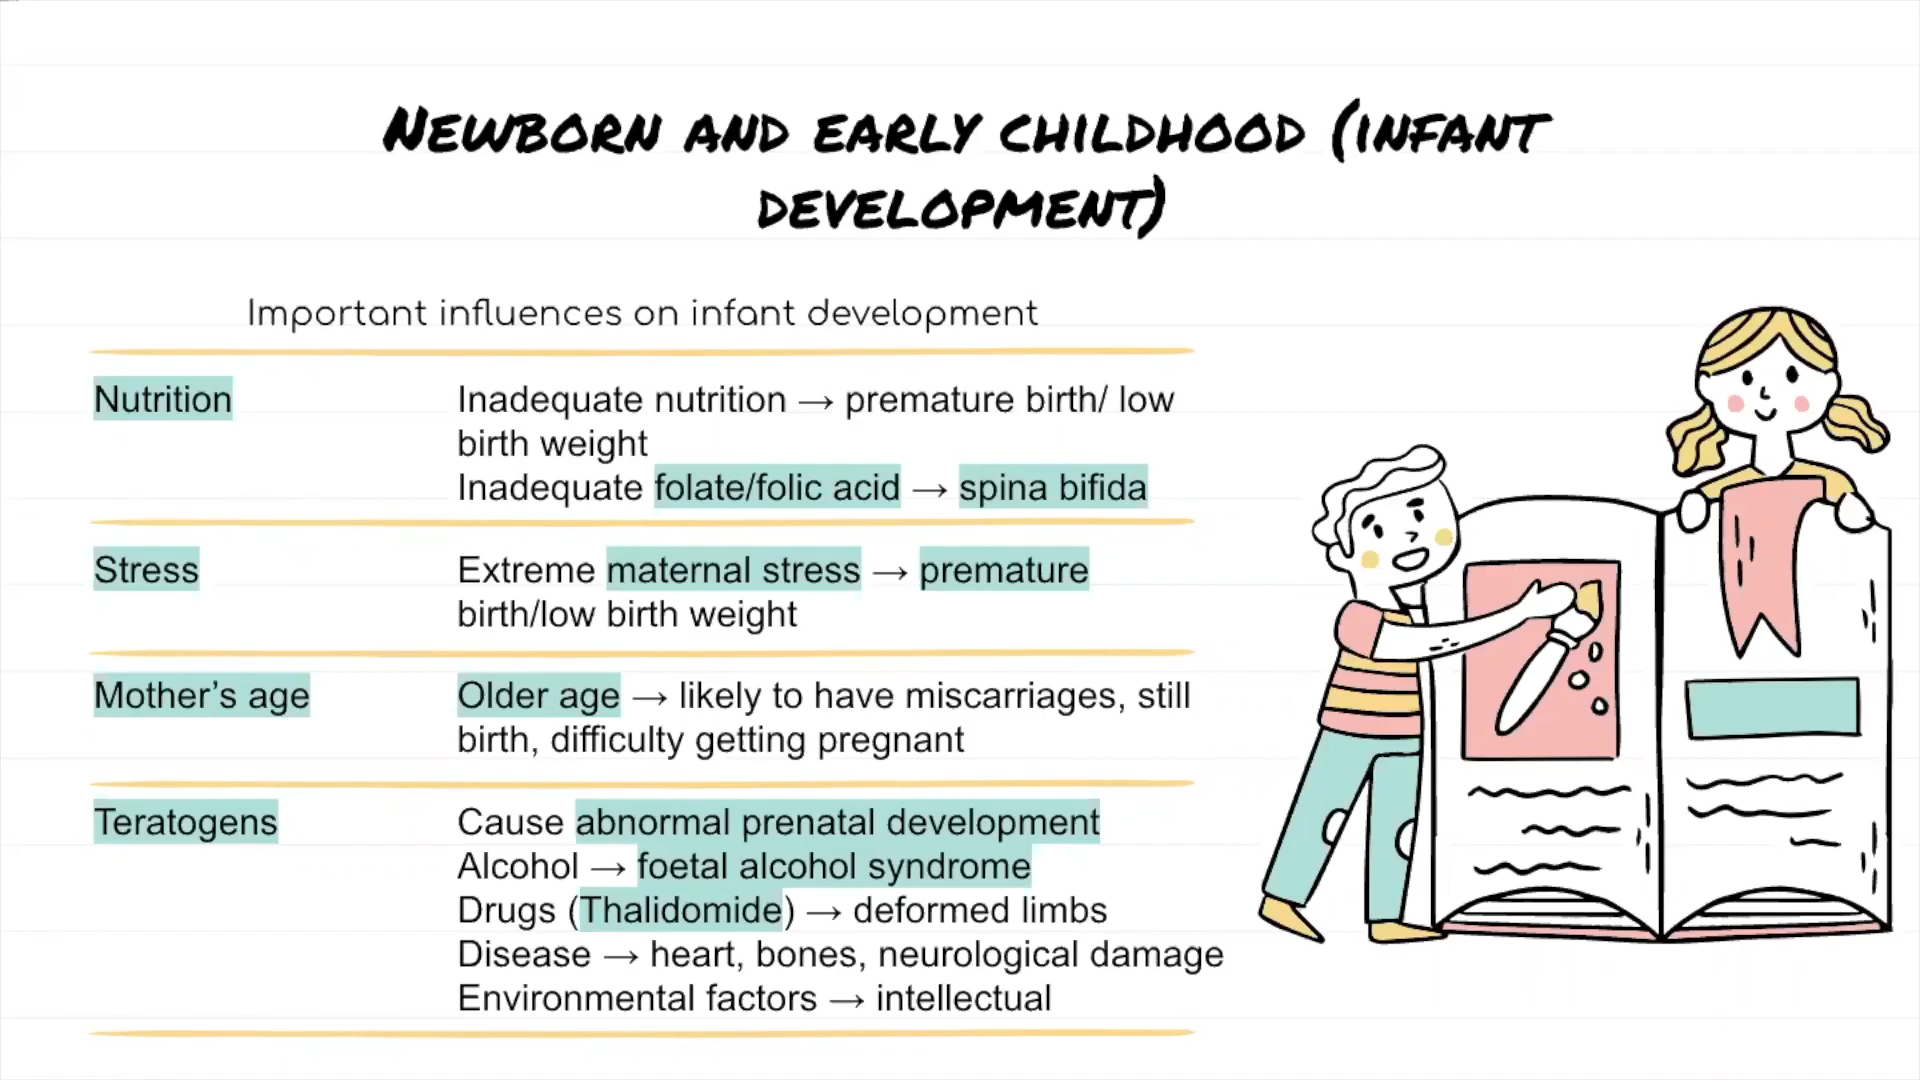 Newborn and early childhood (infant
development)
Important influences on infant development
Nutrition
Inadequate nutrition → premature birth/ low
birth weight
Inadequate folate/folic acid → spina bifida
Stress
Extreme maternal stress → premature
birth/low birth weight
Mother’s age
Older age → likely to have miscarriages, still
birth, difficulty getting pregnant
Teratogens
Cause abnormal prenatal development
Alcohol → foetal alcohol syndrome
Drugs (Thalidomide) → deformed limbs
Disease → heart, bones, neurological damage
Environmental factors → intellectual